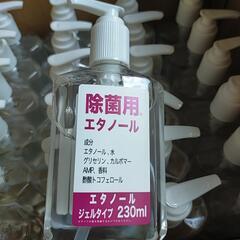 除菌用
エタノール
成分
エタノール、水
グリセリン、カルボマー
AMP、香料
酢酸トコフェロール
エタノール
ジェルタイプ 230ml